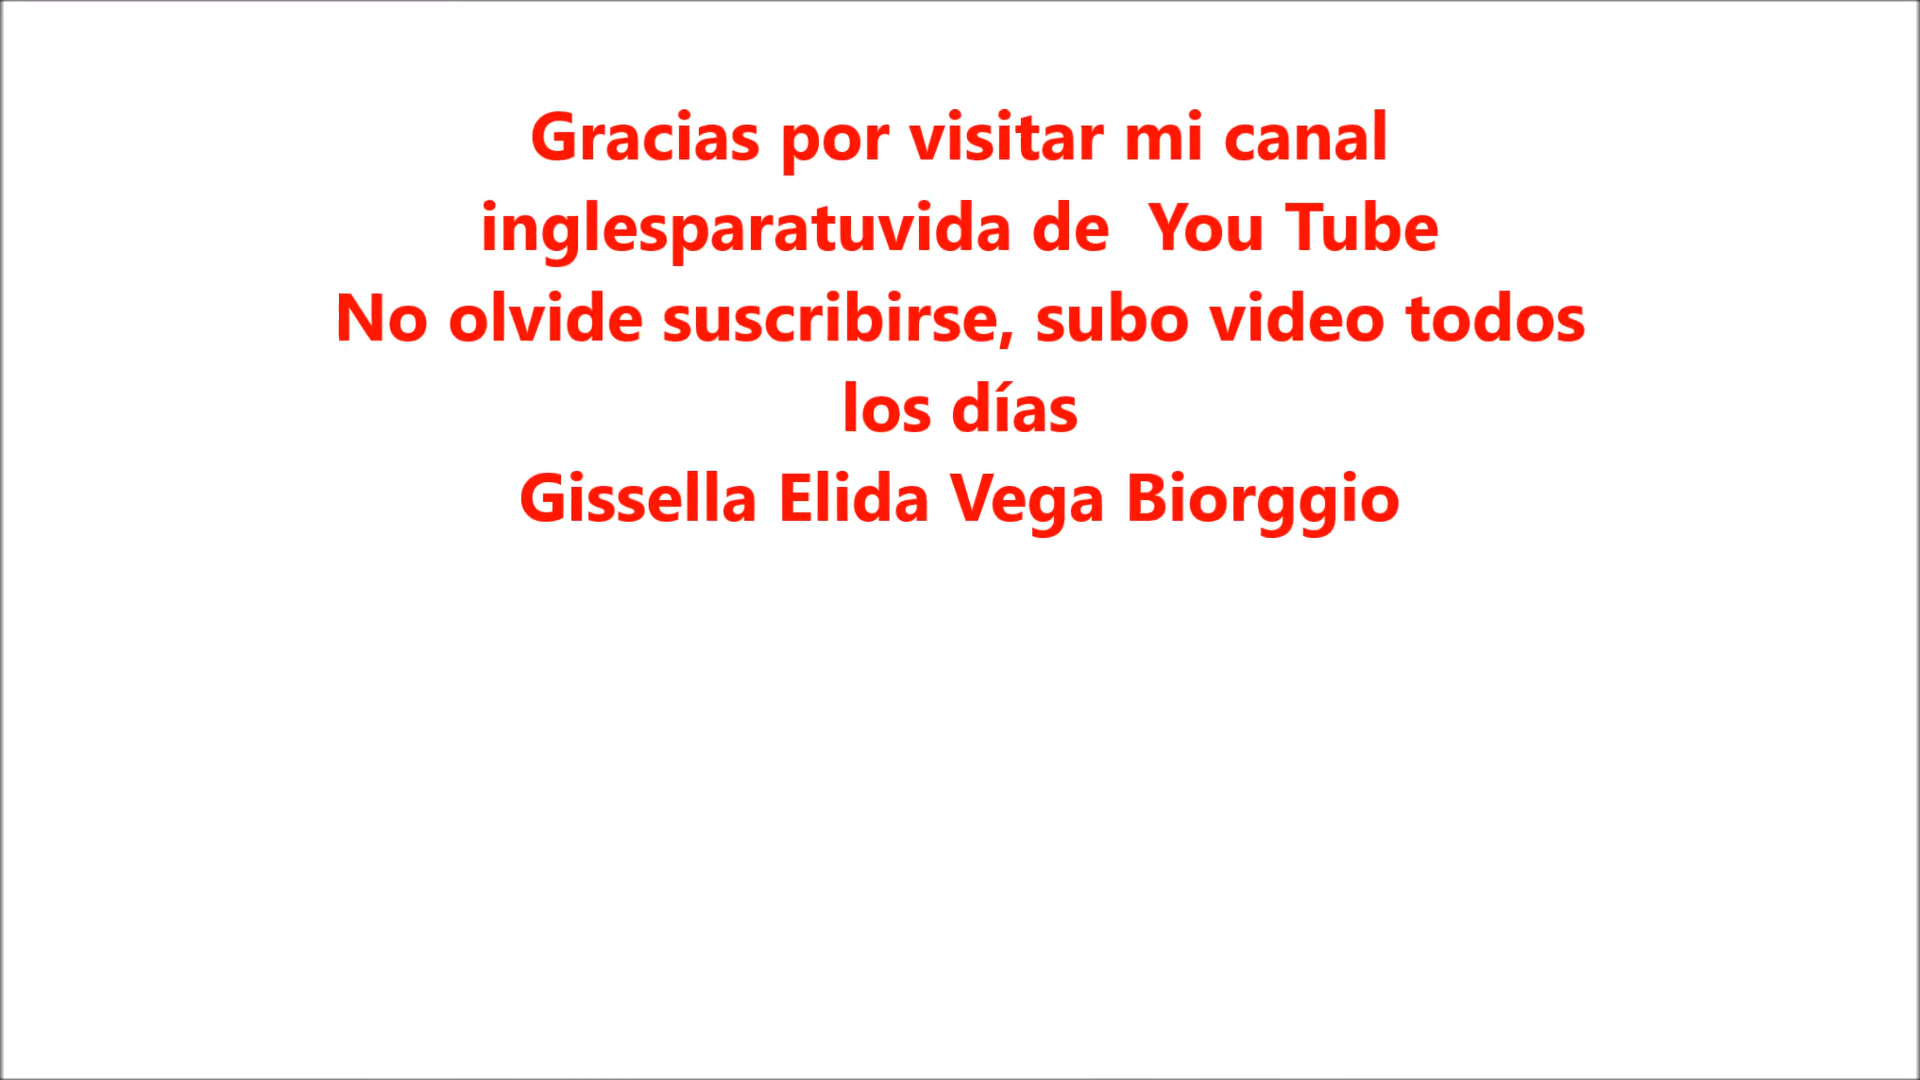 Gracias por visitar mi canal
inglesparatuvida de  You Tube
No olvide suscribirse, subo video todos
los días
Gissella Elida Vega Biorggio